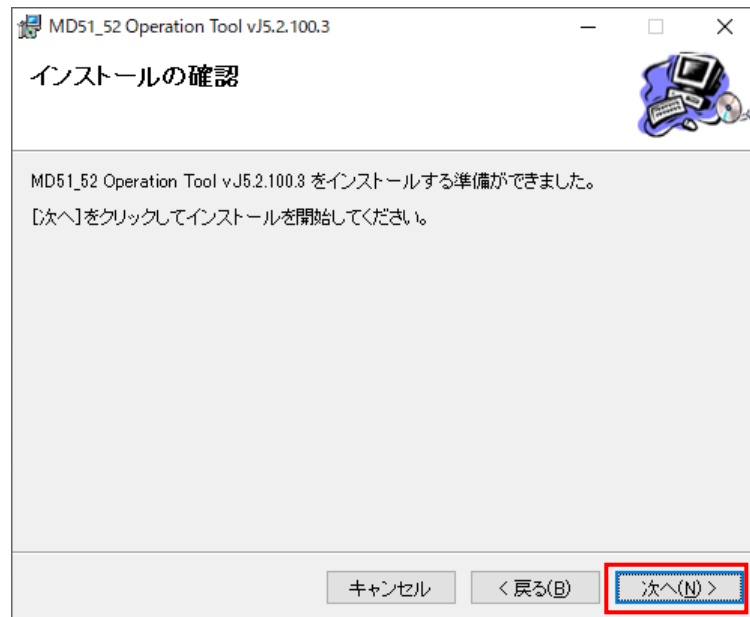 MD51_52 Operation Tool vJ5.2.100.3
インストールの確認
MD51_52 Operation Tool vJ5.2.100.3 をインストールする準備ができました。
[次へ]をクリックしてインストールを開始してください。
キャンセル
< 戻る(B)
次へ(N) >